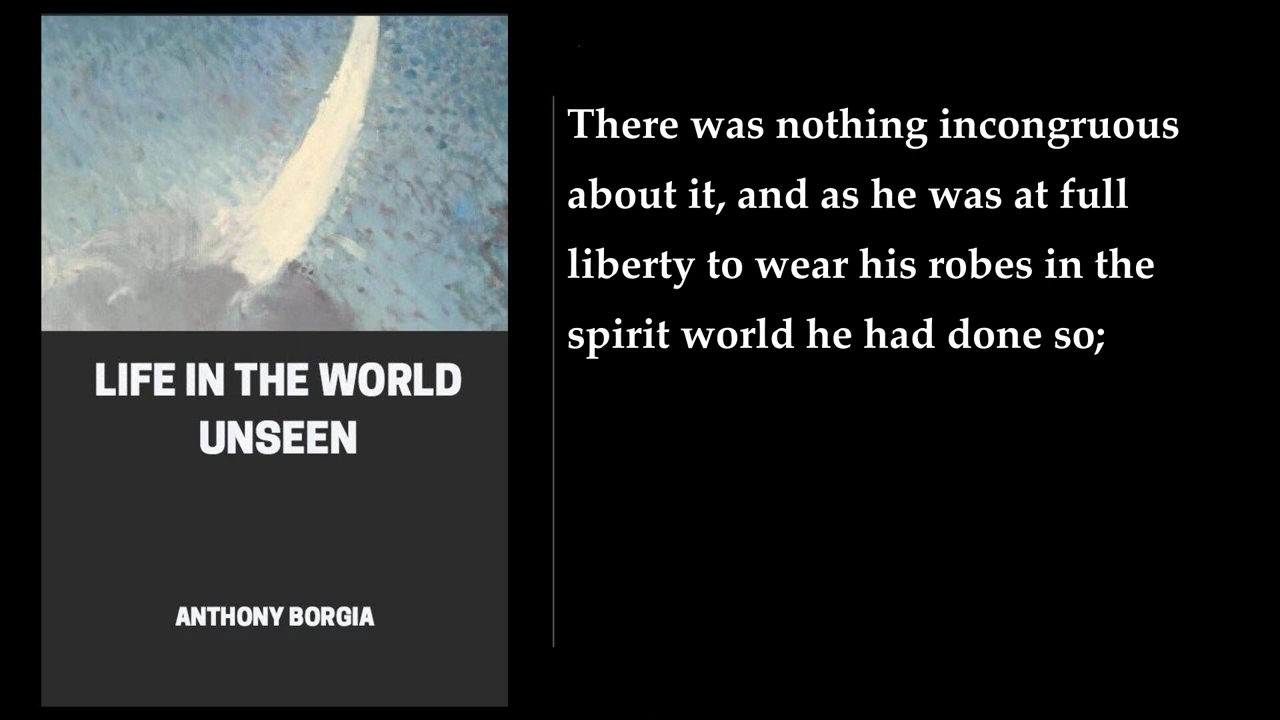 LIFE IN THE WORLD
UNSEEN
ANTHONY BORGIA
There was nothing incongruous
about it, and as he was at full
liberty to wear his robes in the
spirit world he had done so;